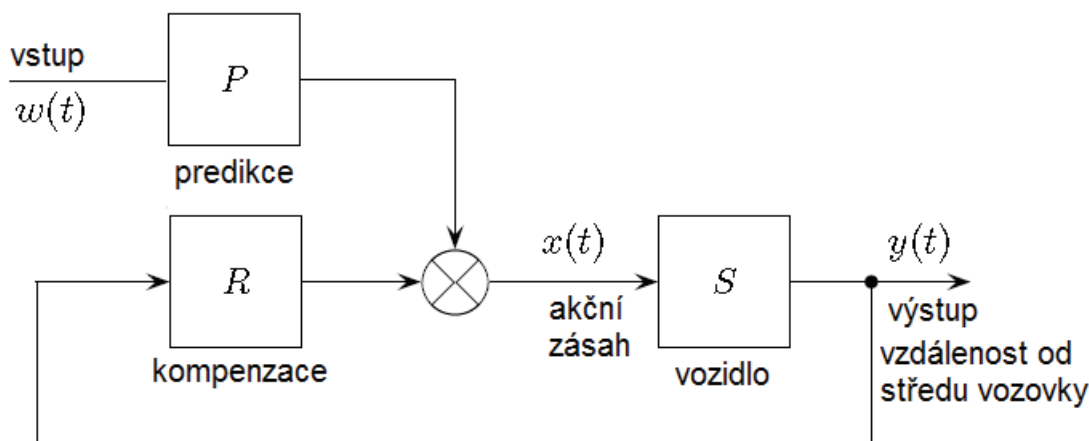 vstup
w(t)
P
predikce
R
kompenzace
x(t)
akční
zásah
S
vozidlo
y(t)
výstup
vzdálenost od
středu vozovky